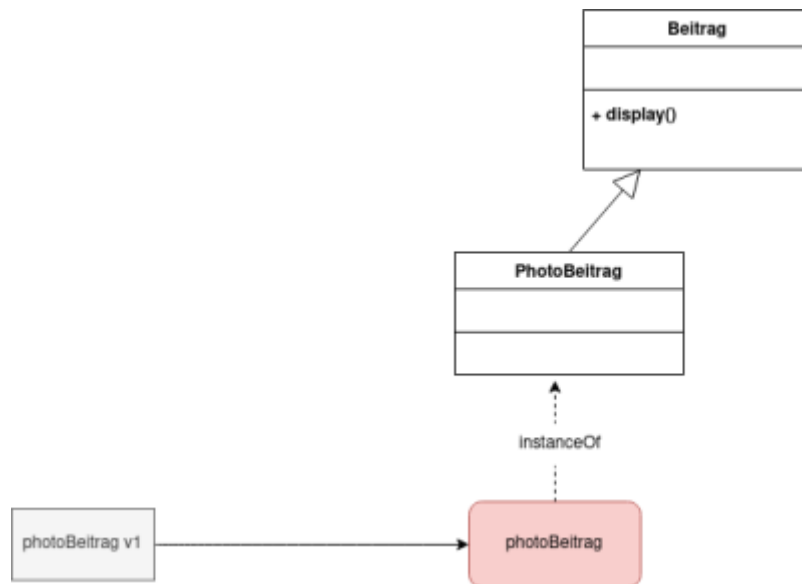 Beitrag
+ display()
PhotoBeitrag
instanceOf
photoBeitrag v1
photoBeitrag